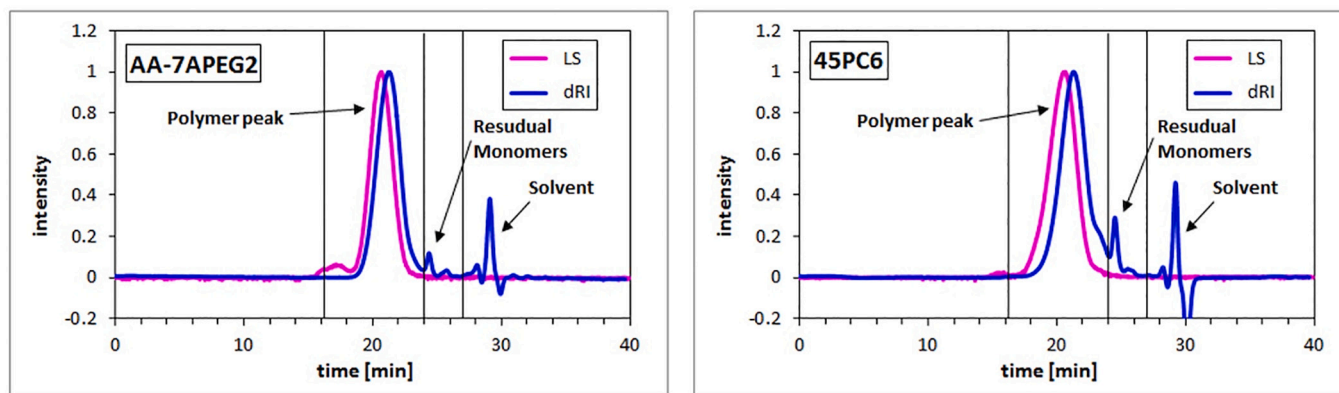 AA-7APEG2
LS
dRI
Polymer peak
Resudual
Monomers
Solvent
intensity
1.2
1
0.8
0.6
0.4
0.2
0
-0.2
0
10
20
30
40
time [min]
45PC6
LS
dRI
Polymer peak
Resudual
Monomers
Solvent
intensity
1.2
1
0.8
0.6
0.4
0.2
0
-0.2
0
10
20
30
40
time [min]